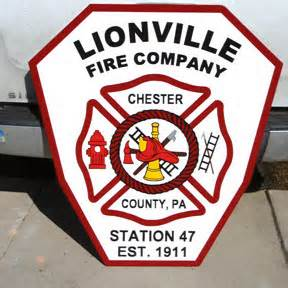 LIONVILLE
FIRE COMPANY
CHESTER
COUNTY, PA
STATION 47
EST. 1911